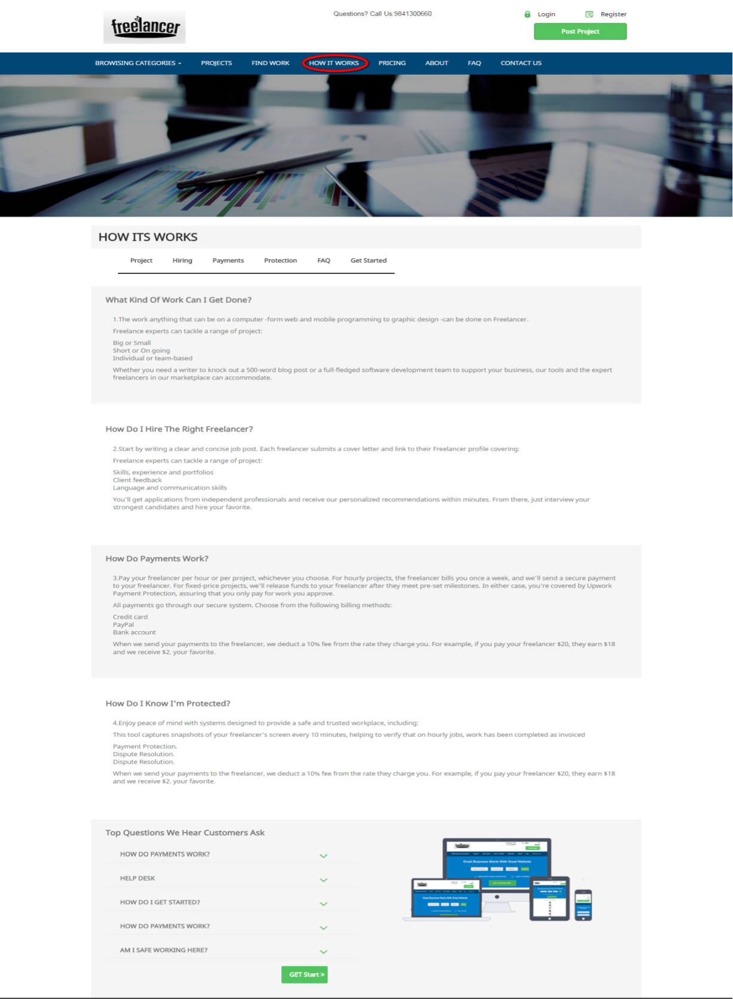 freelancer
Questions? Call Us:9841300660
Login
Register
Post Project
BROWISING CATEGORIES
PROJECTS
FIND WORK
HOW IT WORKS
PRICING
ABOUT
FAQ
CONTACT US
HOW ITS WORKS
Project
Hiring
Payments
Protection
FAQ
Get Started
What Kind Of Work Can I Get Done?
1.The work anything that can be on a computer -form web and mobile programming to graphic design -can be done on Freelancer.
Freelance experts can tackle a range of project:
Big or Small
Short or On going
Individual or team-based
Whether you need a writer to knock out a 500-word blog post or a full-fledged software development team to support your business, our tools and the expert
freelancers in our marketplace can accommodate.
How Do I Hire The Right Freelancer?
2.Start by writing a clear and concise job post. Each freelancer submits a cover letter and link to their Freelancer profile covering:
Freelance experts can tackle a range of project:
Skills, experience and portfolios
Client feedback
Language and communication skills
You'll get applications from independent professionals and receive our personalized recommendations within minutes. From there, just interview your
strongest candidates and hire your favorite.
How Do Payments Work?
3.Pay your freelancer per hour or per project, whichever you choose. For hourly projects, the freelancer bills you once a week, and we'll send a secure payment
to your freelancer. For fixed-price projects, we'll release funds to your freelancer after they meet pre-set milestones. In either case, you're covered by Upwork
Payment Protection, assuring that you only pay for work you approve.
All payments go through our secure system. Choose from the following billing methods:
Credit card
PayPal
Bank account
When we send your payments to the freelancer, we deduct a 10% fee from the rate they charge you. For example, if you pay your freelancer $20, they earn $18
and we receive $2. your favorite.
How Do I Know I'm Protected?
4.Enjoy peace of mind with systems designed to provide a safe and trusted workplace, including:
This tool captures snapshots of your freelancer's screen every 10 minutes, helping to verify that on hourly jobs, work has been completed as invoiced
Payment Protection.
Dispute Resolution.
Dispute Resolution.
When we send your payments to the freelancer, we deduct a 10% fee from the rate they charge you. For example, if you pay your freelancer $20, they earn $18
and we receive $2. your favorite.
Top Questions We Hear Customers Ask
HOW DO PAYMENTS WORK?
HELP DESK
HOW DO I GET STARTED?
HOW DO PAYMENTS WORK?
AM I SAFE WORKING HERE?
GET Start »
Great Business Starts With Great Website
Great Business Starts With Great Website